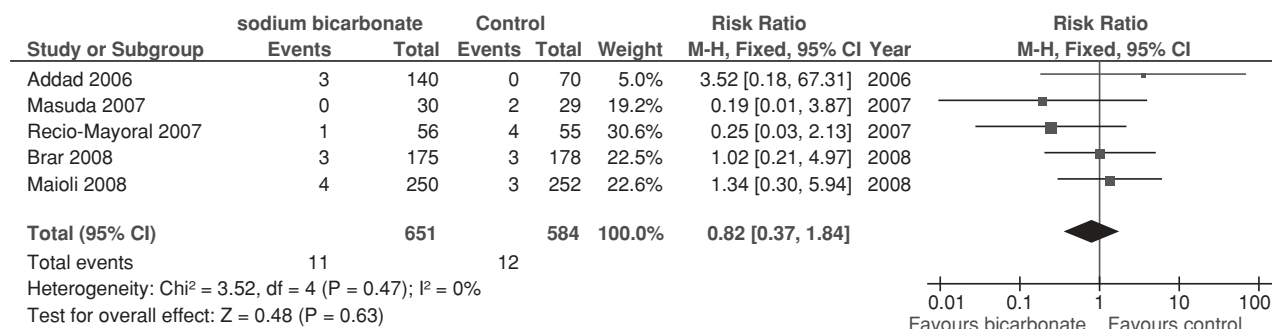 sodium bicarbonate Control Risk Ratio Risk Ratio
Study or Subgroup Events Total Events Total Weight M-H, Fixed, 95% CI Year M-H, Fixed, 95% CI
Addad 2006 3 140 0 70 5.0% 3.52 [0.18, 67.31] 2006
Masuda 2007 0 30 2 29 19.2% 0.19 [0.01, 3.87] 2007
Recio-Mayoral 2007 1 56 4 55 30.6% 0.25 [0.03, 2.13] 2007
Brar 2008 3 175 3 178 22.5% 1.02 [0.21, 4.97] 2008
Maioli 2008 4 250 3 252 22.6% 1.34 [0.30, 5.94] 2008
Total (95% CI) 651 584 100.0% 0.82 [0.37, 1.84]
Total events 11 12
Heterogeneity: Chi² = 3.52, df = 4 (P = 0.47); I² = 0%
Test for overall effect: Z = 0.48 (P = 0.63)
0.01 0.1 1 10 100
Favours bicarbonate Favours control